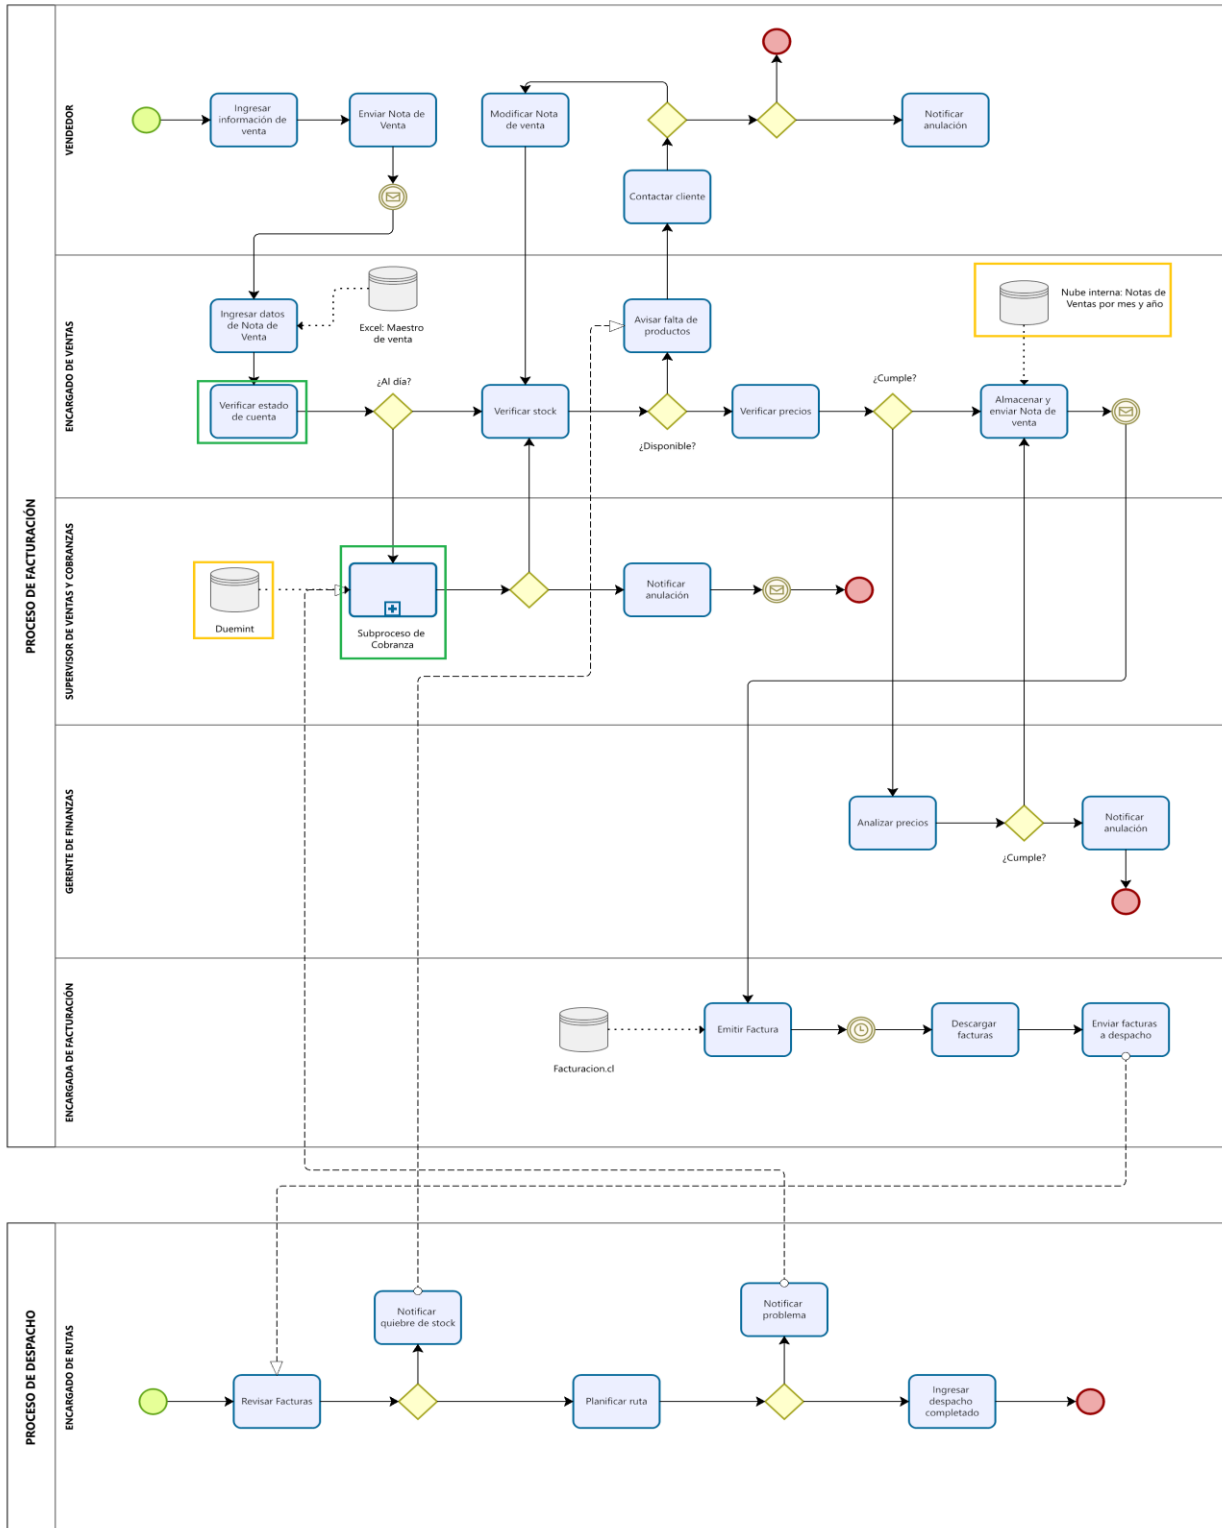 PROCESO DE FACTURACIÓN
VENDEDOR
Ingresar
información de
venta
Enviar Nota de
Venta
Modificar Nota
de venta
Notificar
anulación
Contactar cliente
ENCARGADO DE VENTAS
Ingresar datos
de Nota de
Venta
Excel: Maestro
de venta
Avisar falta de
productos
Nube interna: Notas de
Ventas por mes y año
Verificar estado
de cuenta
¿Al día?
Verificar stock
¿Disponible?
Verificar precios
¿Cumple?
Almacenar y
enviar Nota de
venta
SUPERVISOR DE VENTAS Y COBRANZAS
Duemint
Subproceso de
Cobranza
Notificar
anulación
GERENTE DE FINANZAS
Analizar precios
¿Cumple?
Notificar
anulación
ENCARGADA DE FACTURACIÓN
Facturacion.cl
Emitir Factura
Descargar
facturas
Enviar facturas
a despacho
PROCESO DE DESPACHO
ENCARGADO DE RUTAS
Notificar
quiebre de stock
Notificar
problema
Revisar Facturas
Planificar ruta
Ingresar
despacho
completado